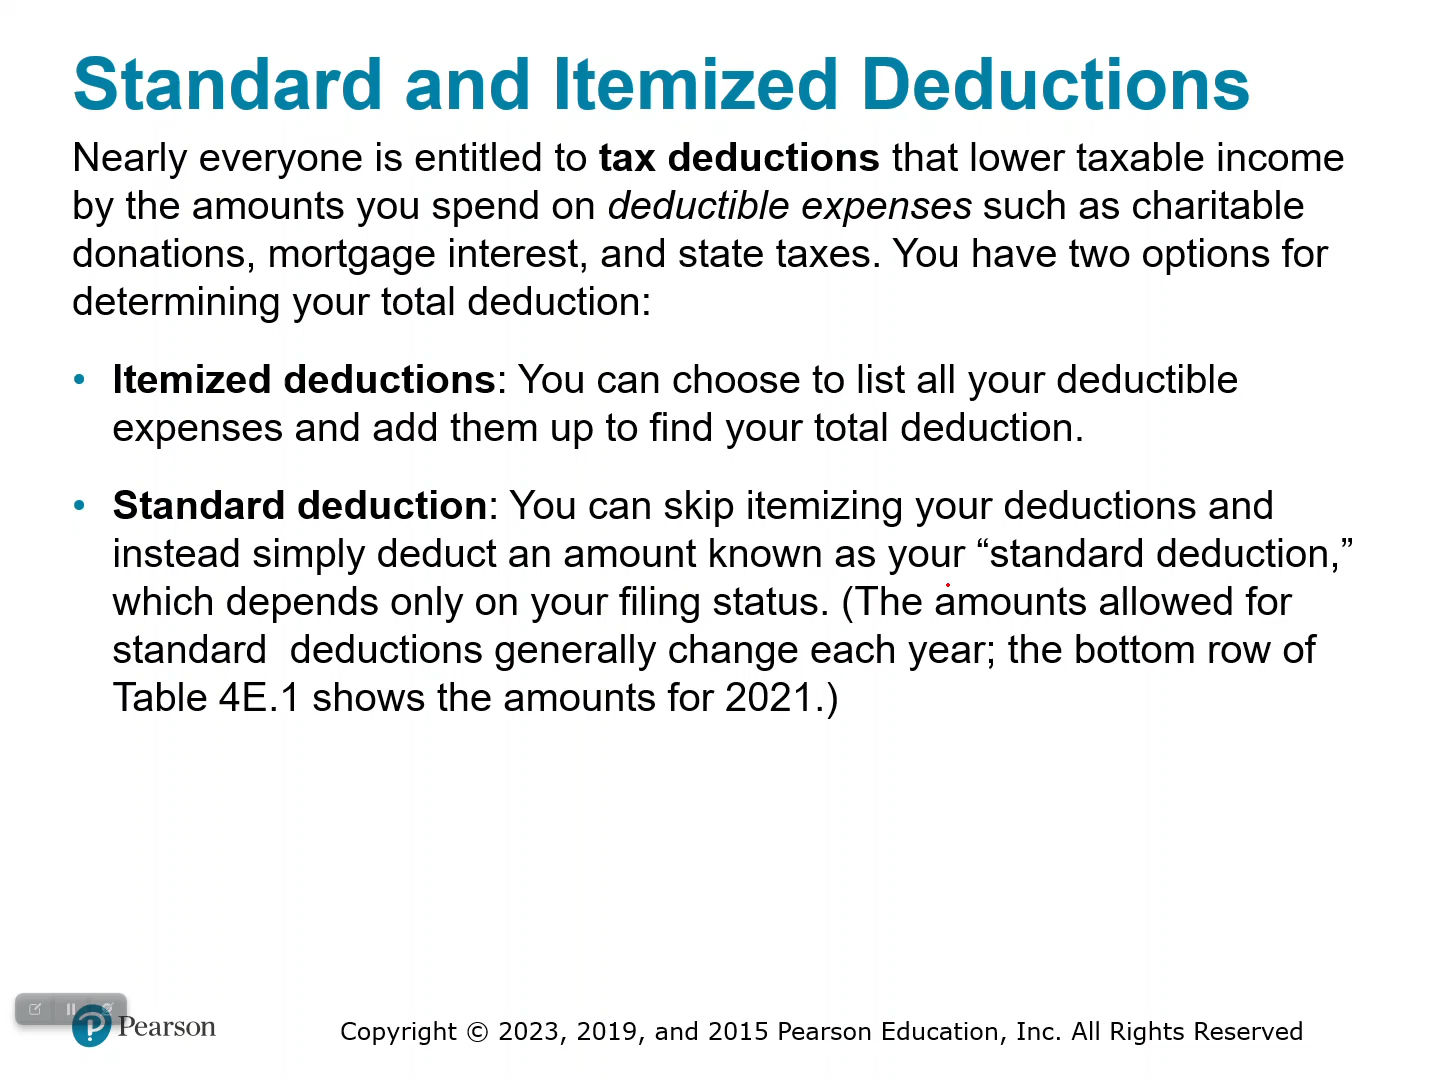 Standard and Itemized Deductions
Nearly everyone is entitled to tax deductions that lower taxable income
by the amounts you spend on deductible expenses such as charitable
donations, mortgage interest, and state taxes. You have two options for
determining your total deduction:
• Itemized deductions: You can choose to list all your deductible
expenses and add them up to find your total deduction.
• Standard deduction: You can skip itemizing your deductions and
instead simply deduct an amount known as your “standard deduction,”
which depends only on your filing status. (The amounts allowed for
standard  deductions generally change each year; the bottom row of
Table 4E.1 shows the amounts for 2021.)
Pearson
Copyright © 2023, 2019, and 2015 Pearson Education, Inc. All Rights Reserved